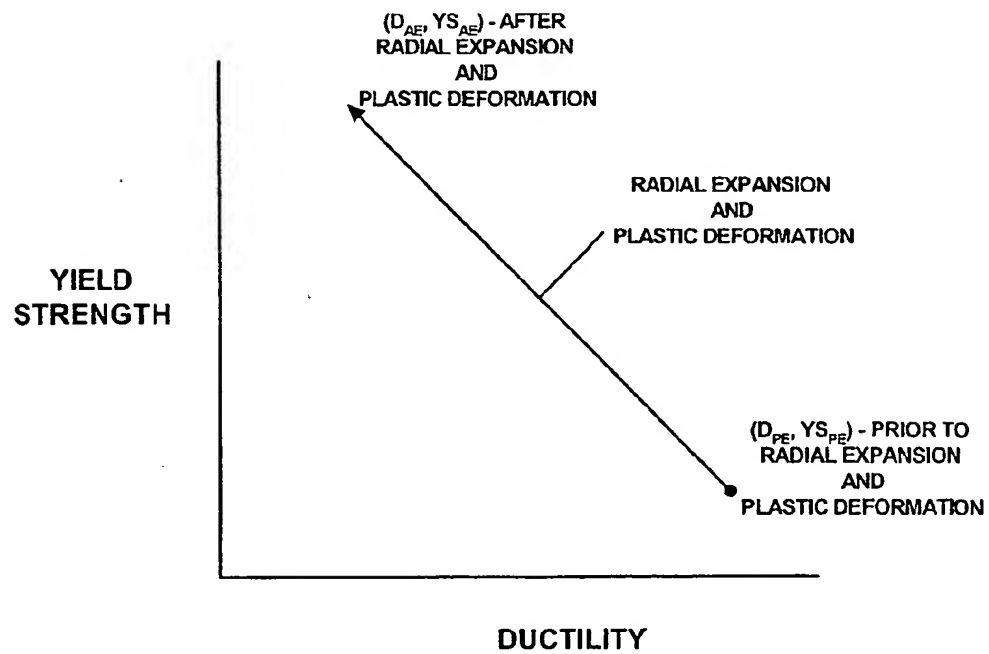 (D_AE, YS_AE) - AFTER
RADIAL EXPANSION
AND
PLASTIC DEFORMATION
RADIAL EXPANSION
AND
PLASTIC DEFORMATION
YIELD
STRENGTH
(D_PE, YS_PE) - PRIOR TO
RADIAL EXPANSION
AND
PLASTIC DEFORMATION
DUCTILITY